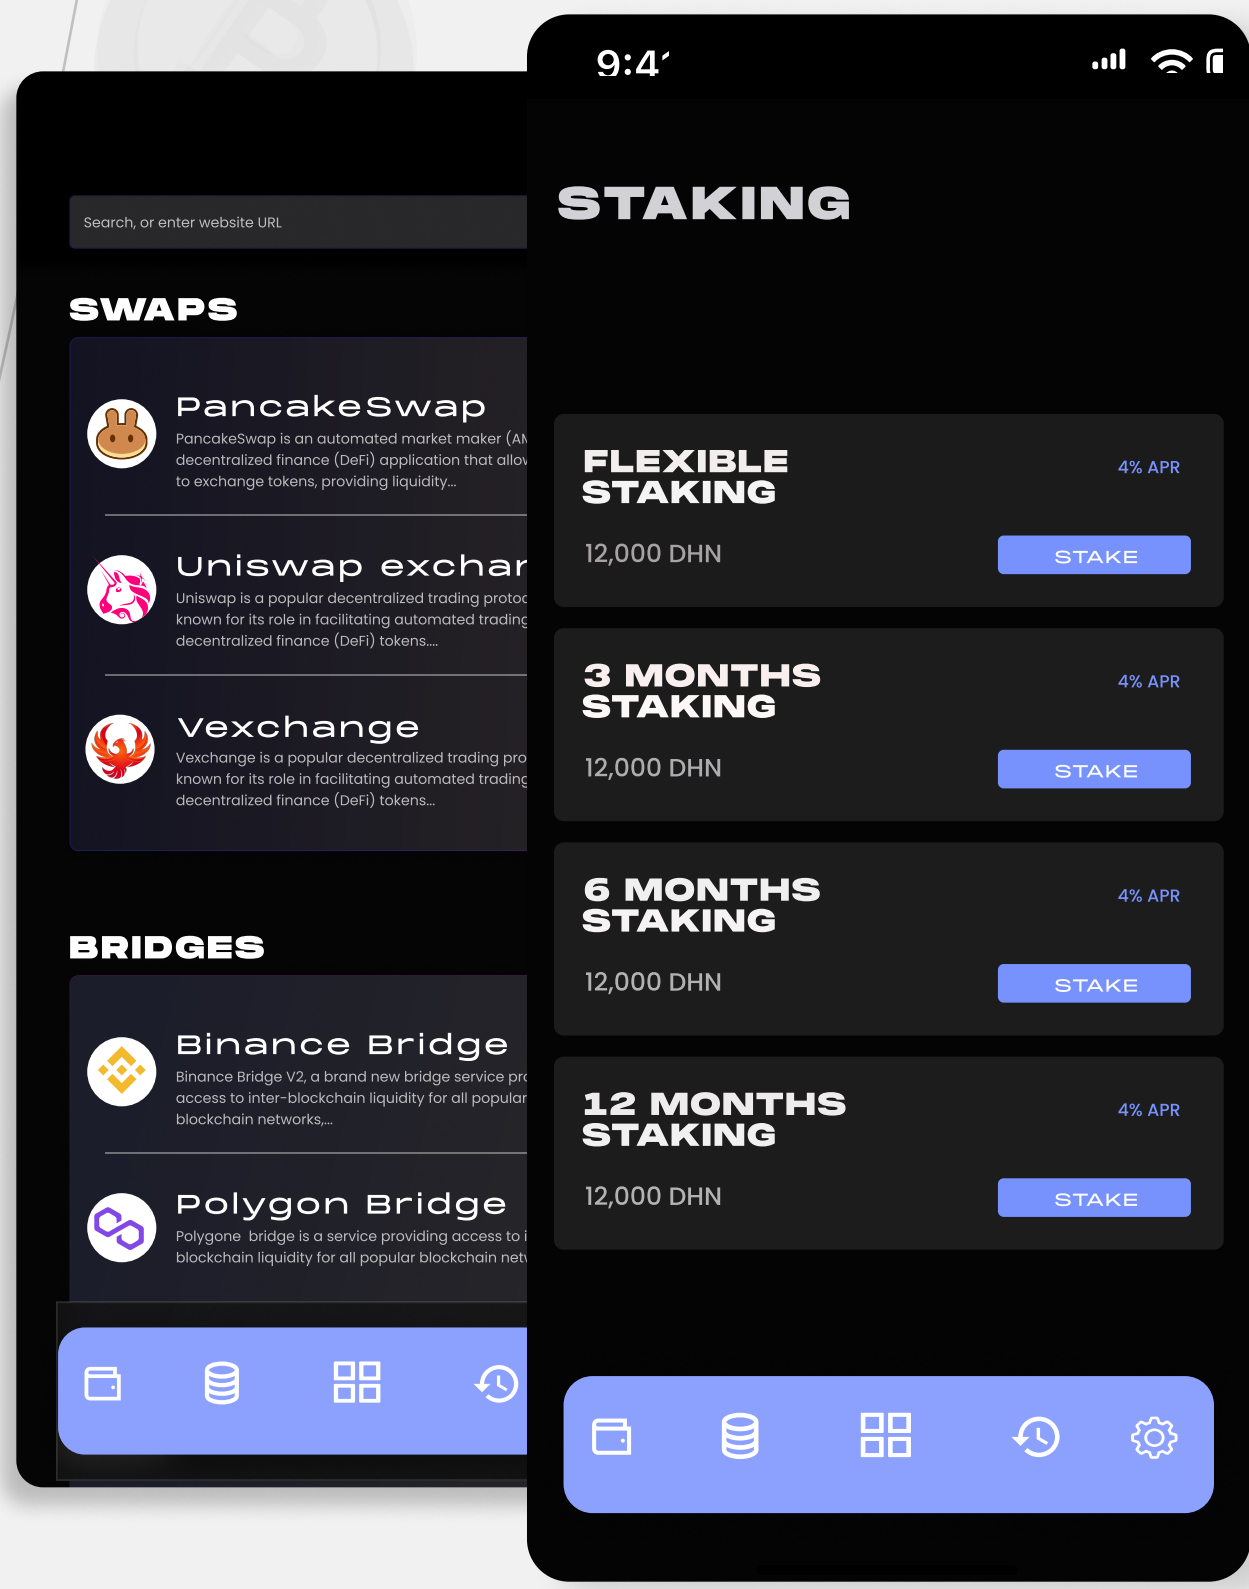 Search, or enter website URL
SWAPS
PancakeSwap
PancakeSwap is an automated market maker (AM
decentralized finance (DeFi) application that allow
to exchange tokens, providing liquidity...
Uniswap exchan
Uniswap is a popular decentralized trading protoc
known for its role in facilitating automated trading
decentralized finance (DeFi) tokens....
Vexchange
Vexchange is a popular decentralized trading pro
known for its role in facilitating automated trading
decentralized finance (DeFi) tokens...
BRIDGES
Binance Bridge
Binance Bridge V2, a brand new bridge service pro
access to inter-blockchain liquidity for all popular
blockchain networks,...
Polygon Bridge
Polygone bridge is a service providing access to i
blockchain liquidity for all popular blockchain netw
9:41
STAKING
FLEXIBLE
STAKING
4% APR
12,000 DHN
STAKE
3 MONTHS
STAKING
4% APR
12,000 DHN
STAKE
6 MONTHS
STAKING
4% APR
12,000 DHN
STAKE
12 MONTHS
STAKING
4% APR
12,000 DHN
STAKE